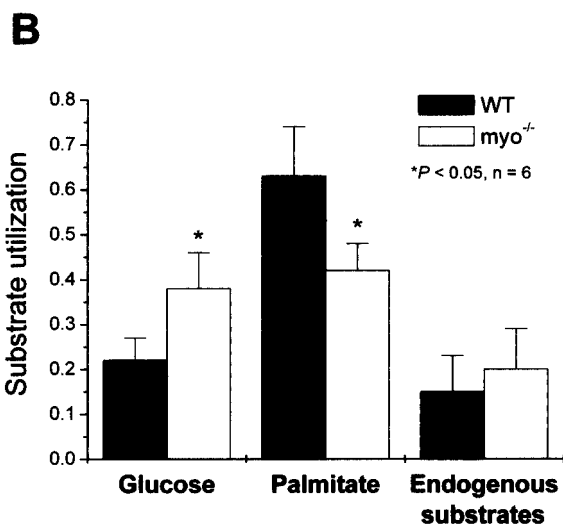 B
Substrate utilization
0.8
0.7
0.6
0.5
0.4
0.3
0.2
0.1
0.0
WT
myo-/-
*P < 0.05, n = 6
*
*
Glucose
Palmitate
Endogenous
substrates